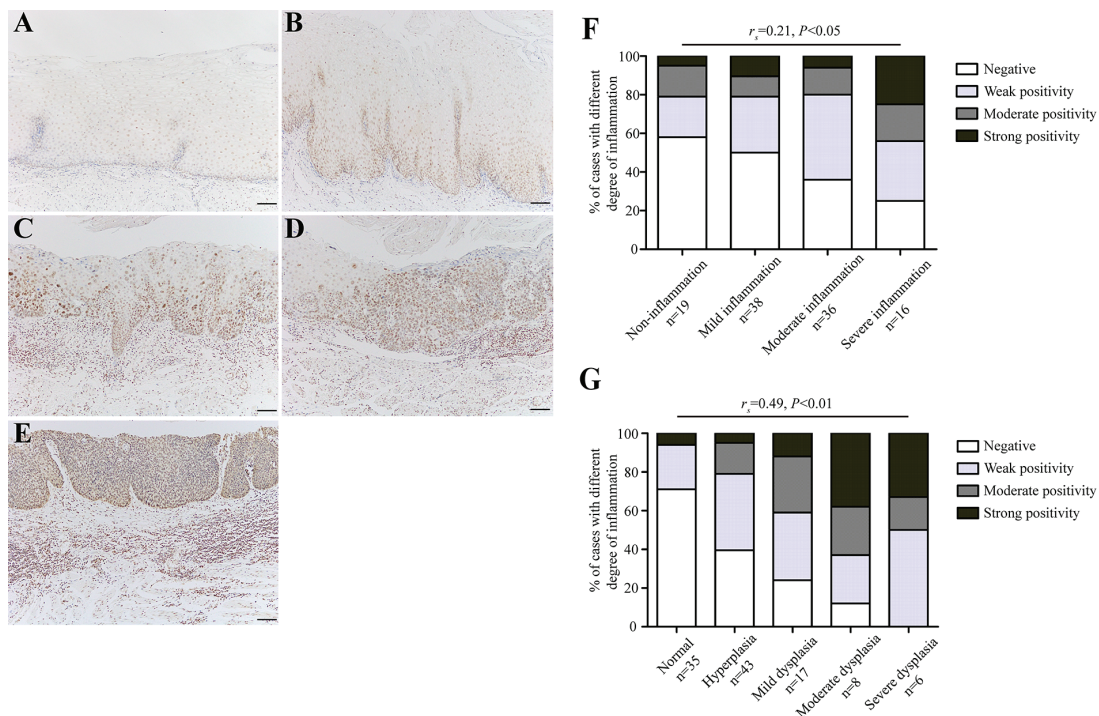 A
B
C
D
E
F
r_s=0.21, P<0.05
% of cases with different
degree of inflammation
100
80
60
40
20
0
Non-inflammation
n=19
Mild inflammation
n=38
Moderate inflammation
n=36
Severe inflammation
n=16
Negative
Weak positivity
Moderate positivity
Strong positivity
G
r_s=0.49, P<0.01
% of cases with different
degree of inflammation
100
80
60
40
20
0
Normal
n=35
Hyperplasia
n=43
Mild dysplasia
n=17
Moderate dysplasia
n=8
Severe dysplasia
n=6
Negative
Weak positivity
Moderate positivity
Strong positivity